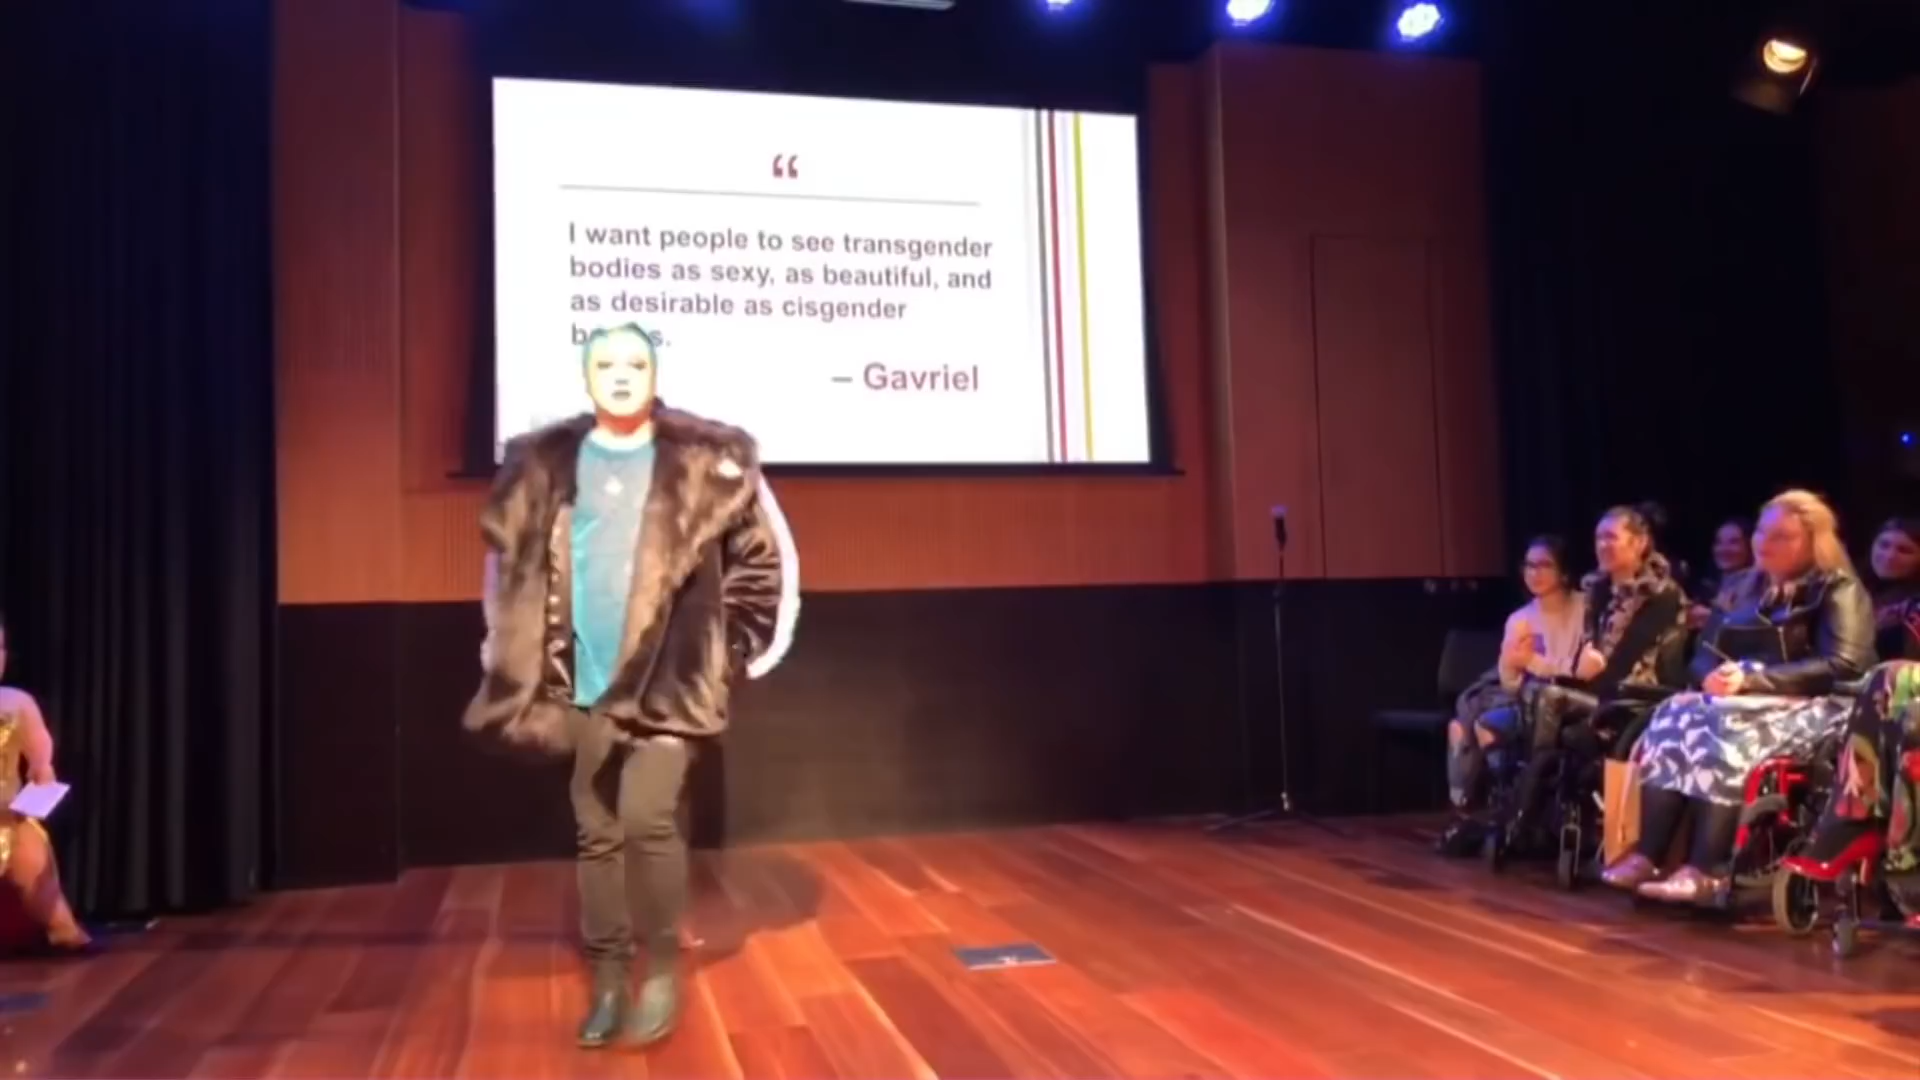 “
I want people to see transgender
bodies as sexy, as beautiful, and
as desirable as cisgender
– Gavriel